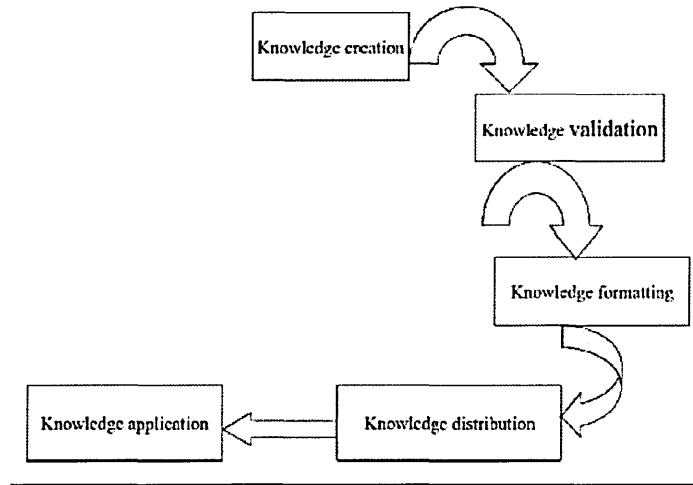 Knowledge creation
Knowledge validation
Knowledge formatting
Knowledge distribution
Knowledge application